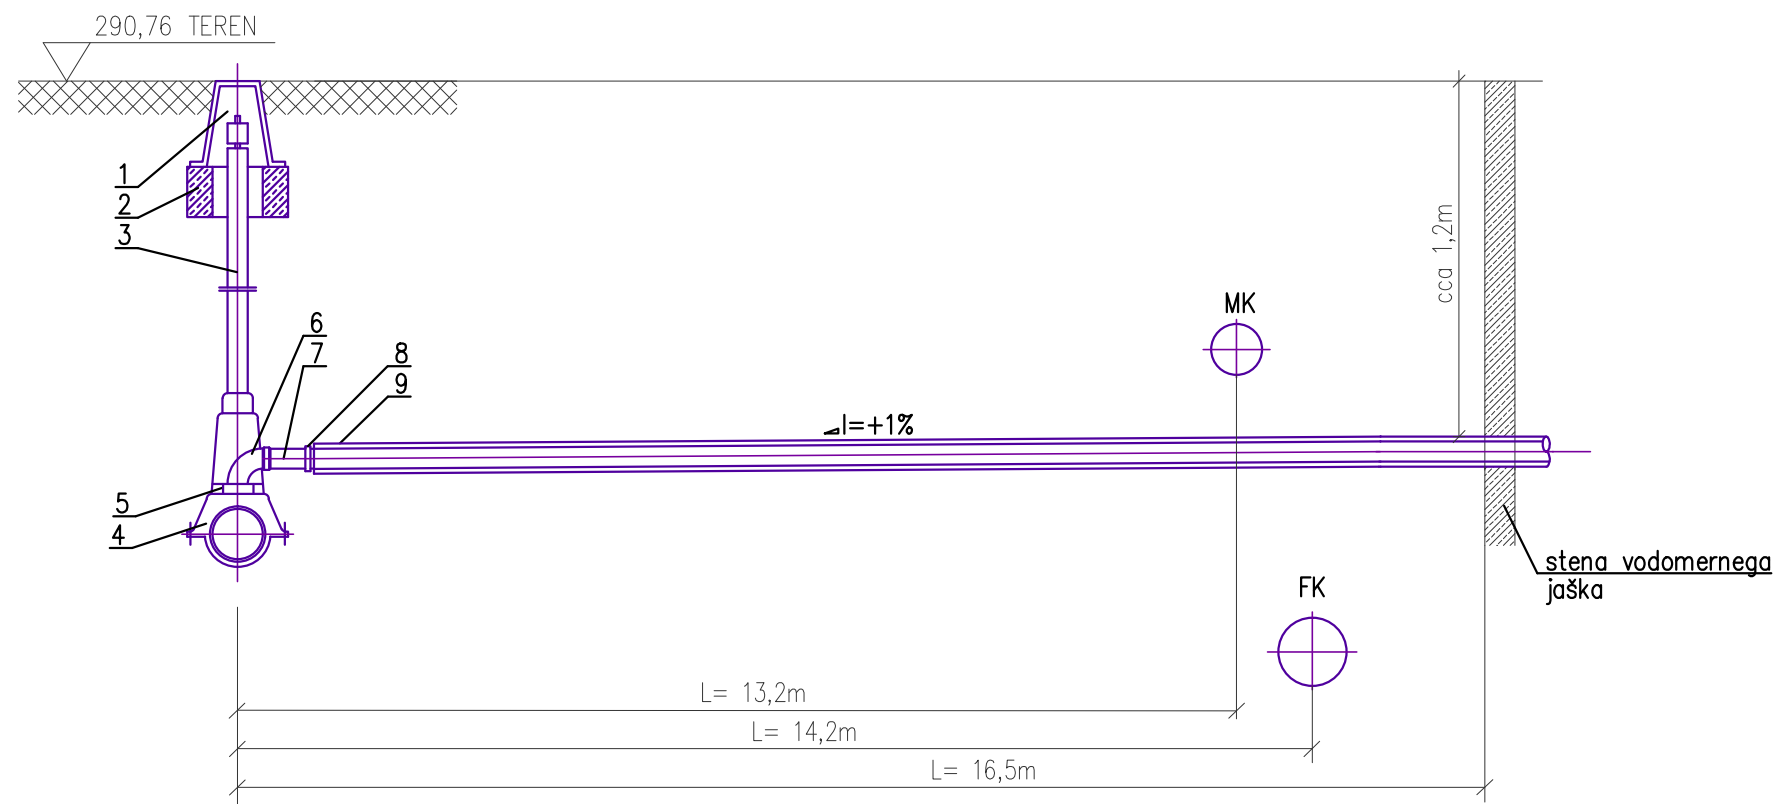 290,76 TEREN
1
2
3
cca 1,2m
MK
6
7
8
9
I=+1%
5
4
stena vodomernega
jaška
FK
L= 13,2m
L= 14,2m
L= 16,5m